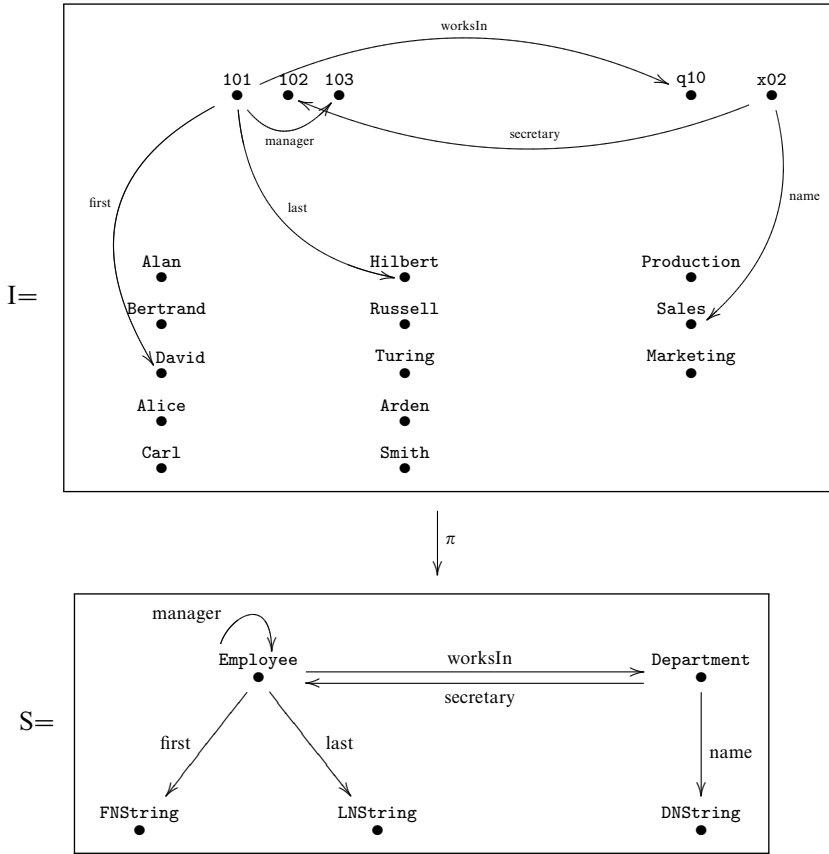 worksIn
101 102 103 q10 x02
secretary
manager
first last name
Alan Hilbert Production
I=
Bertrand Russell Sales
David Turing Marketing
Alice Arden
Carl Smith
π
manager
Employee worksIn Department
secretary
S=
first last name
FNString LNString DNString